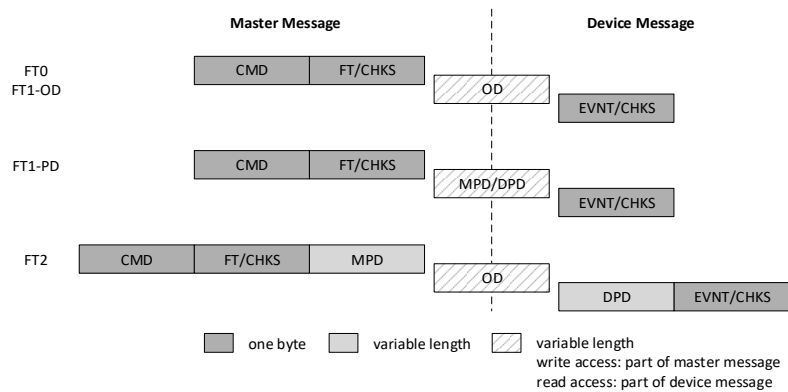 Master Message Device Message
FT0 CMD FT/CHKS
FT1-OD OD
EVNT/CHKS
FT1-PD CMD FT/CHKS
MPD/DPD
EVNT/CHKS
FT2 CMD FT/CHKS MPD
OD
DPD EVNT/CHKS
one byte variable length variable length
write access: part of master message
read access: part of device message